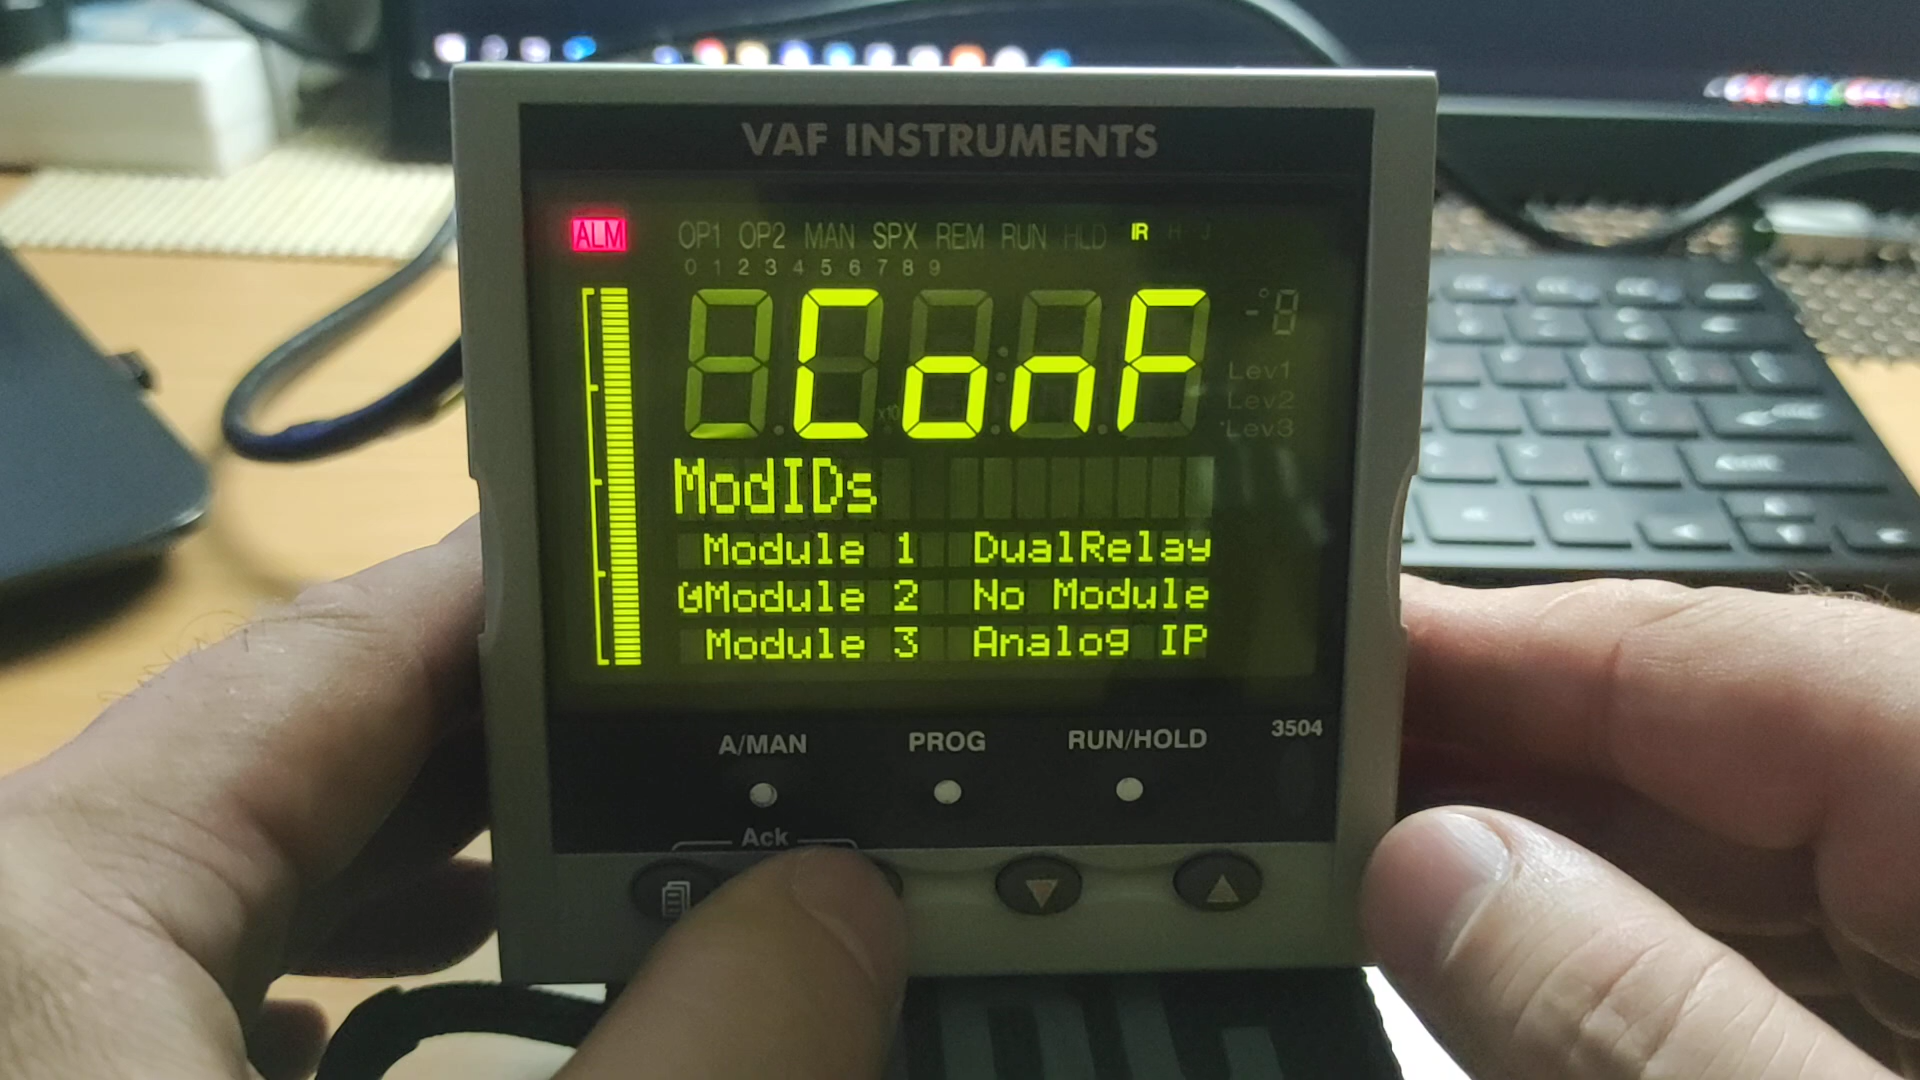 VAF INSTRUMENTS
ALM OP1 OP2 MAN SPX REM RUN HLD IR H J
0 1 2 3 4 5 6 7 8 9
ConF
Lev1
Lev2
Lev3
ModIDs
Module 1 DualRelay
Module 2 No Module
Module 3 Analog IP
3504
A/MAN PROG RUN/HOLD
Ack